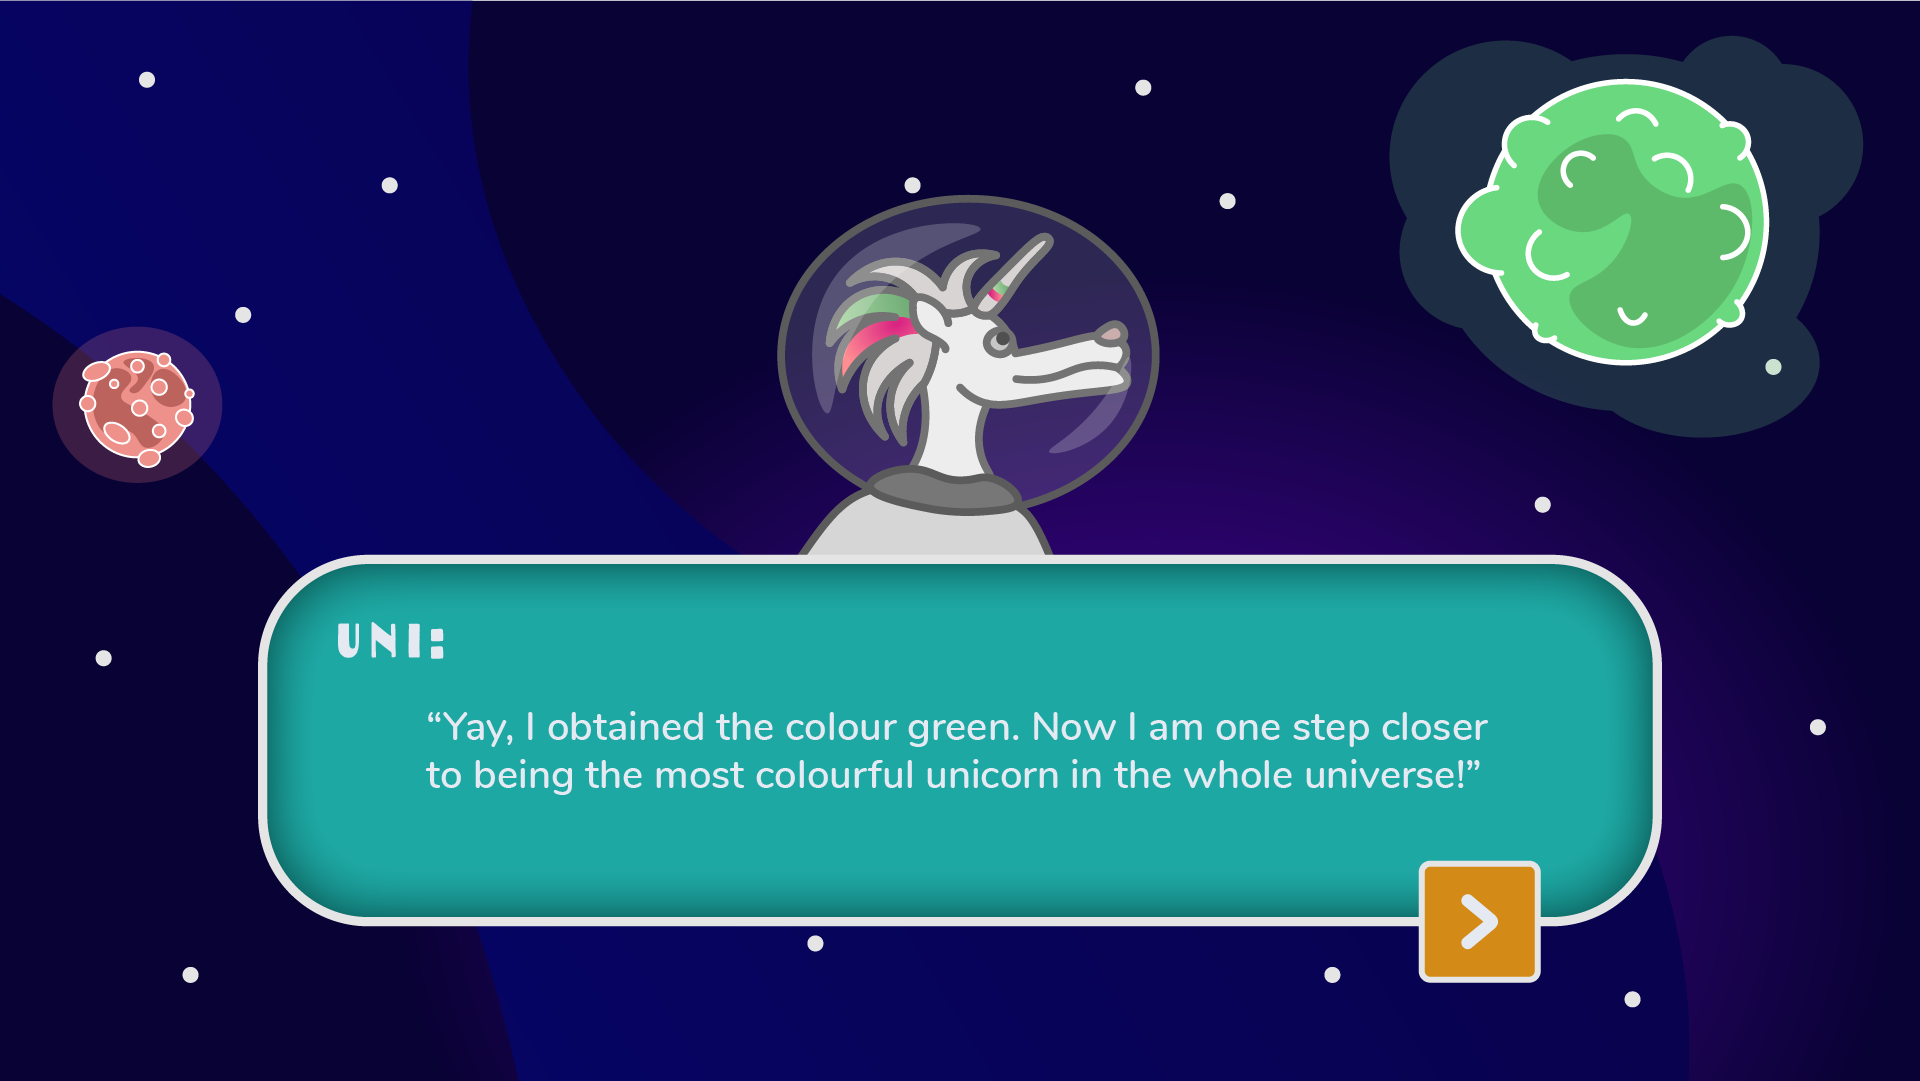 UNI:
“Yay, I obtained the colour green. Now I am one step closer
to being the most colourful unicorn in the whole universe!”